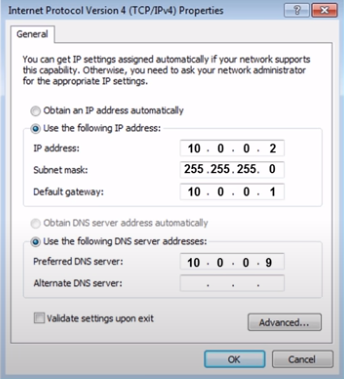 Internet Protocol Version 4 (TCP/IPv4) Properties
General
You can get IP settings assigned automatically if your network supports
this capability. Otherwise, you need to ask your network administrator
for the appropriate IP settings.
Obtain an IP address automatically
Use the following IP address:
IP address: 10 . 0 . 0 . 2
Subnet mask: 255 .255 .255 . 0
Default gateway: 10 . 0 . 0 . 1
Obtain DNS server address automatically
Use the following DNS server addresses:
Preferred DNS server: 10 . 0 . 0 . 9
Alternate DNS server: . . .
Validate settings upon exit
Advanced...
OK Cancel